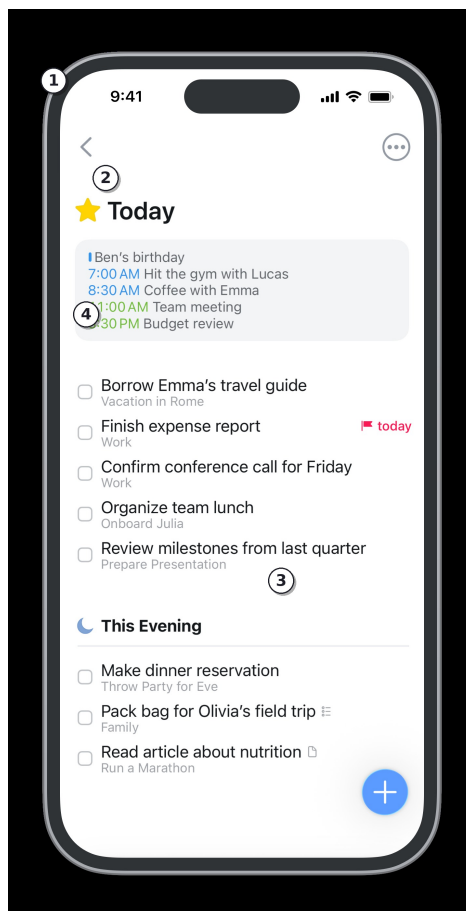 1
9:41
2
Today
Ben's birthday
7:00 AM Hit the gym with Lucas
8:30 AM Coffee with Emma
:00 AM Team meeting
4
:30 PM Budget review
Borrow Emma's travel guide
Vacation in Rome
Finish expense report
today
Work
Confirm conference call for Friday
Work
Organize team lunch
Onboard Julia
Review milestones from last quarter
Prepare Presentation
3
This Evening
Make dinner reservation
Throw Party for Eve
Pack bag for Olivia's field trip
Family
Read article about nutrition
Run a Marathon